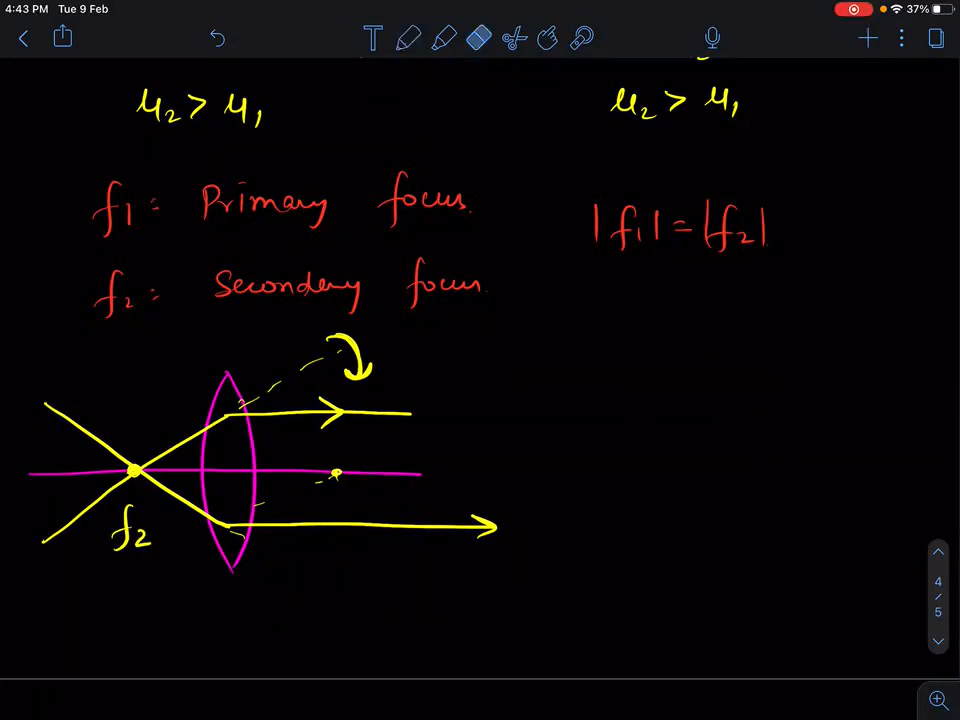 4:43 PM Tue 9 Feb 37%
μ2 > μ1 μ2 > μ1
f1 = Primary focus.
|f1| = |f2|
f2 = Secondary focus.
f2
4
/
5